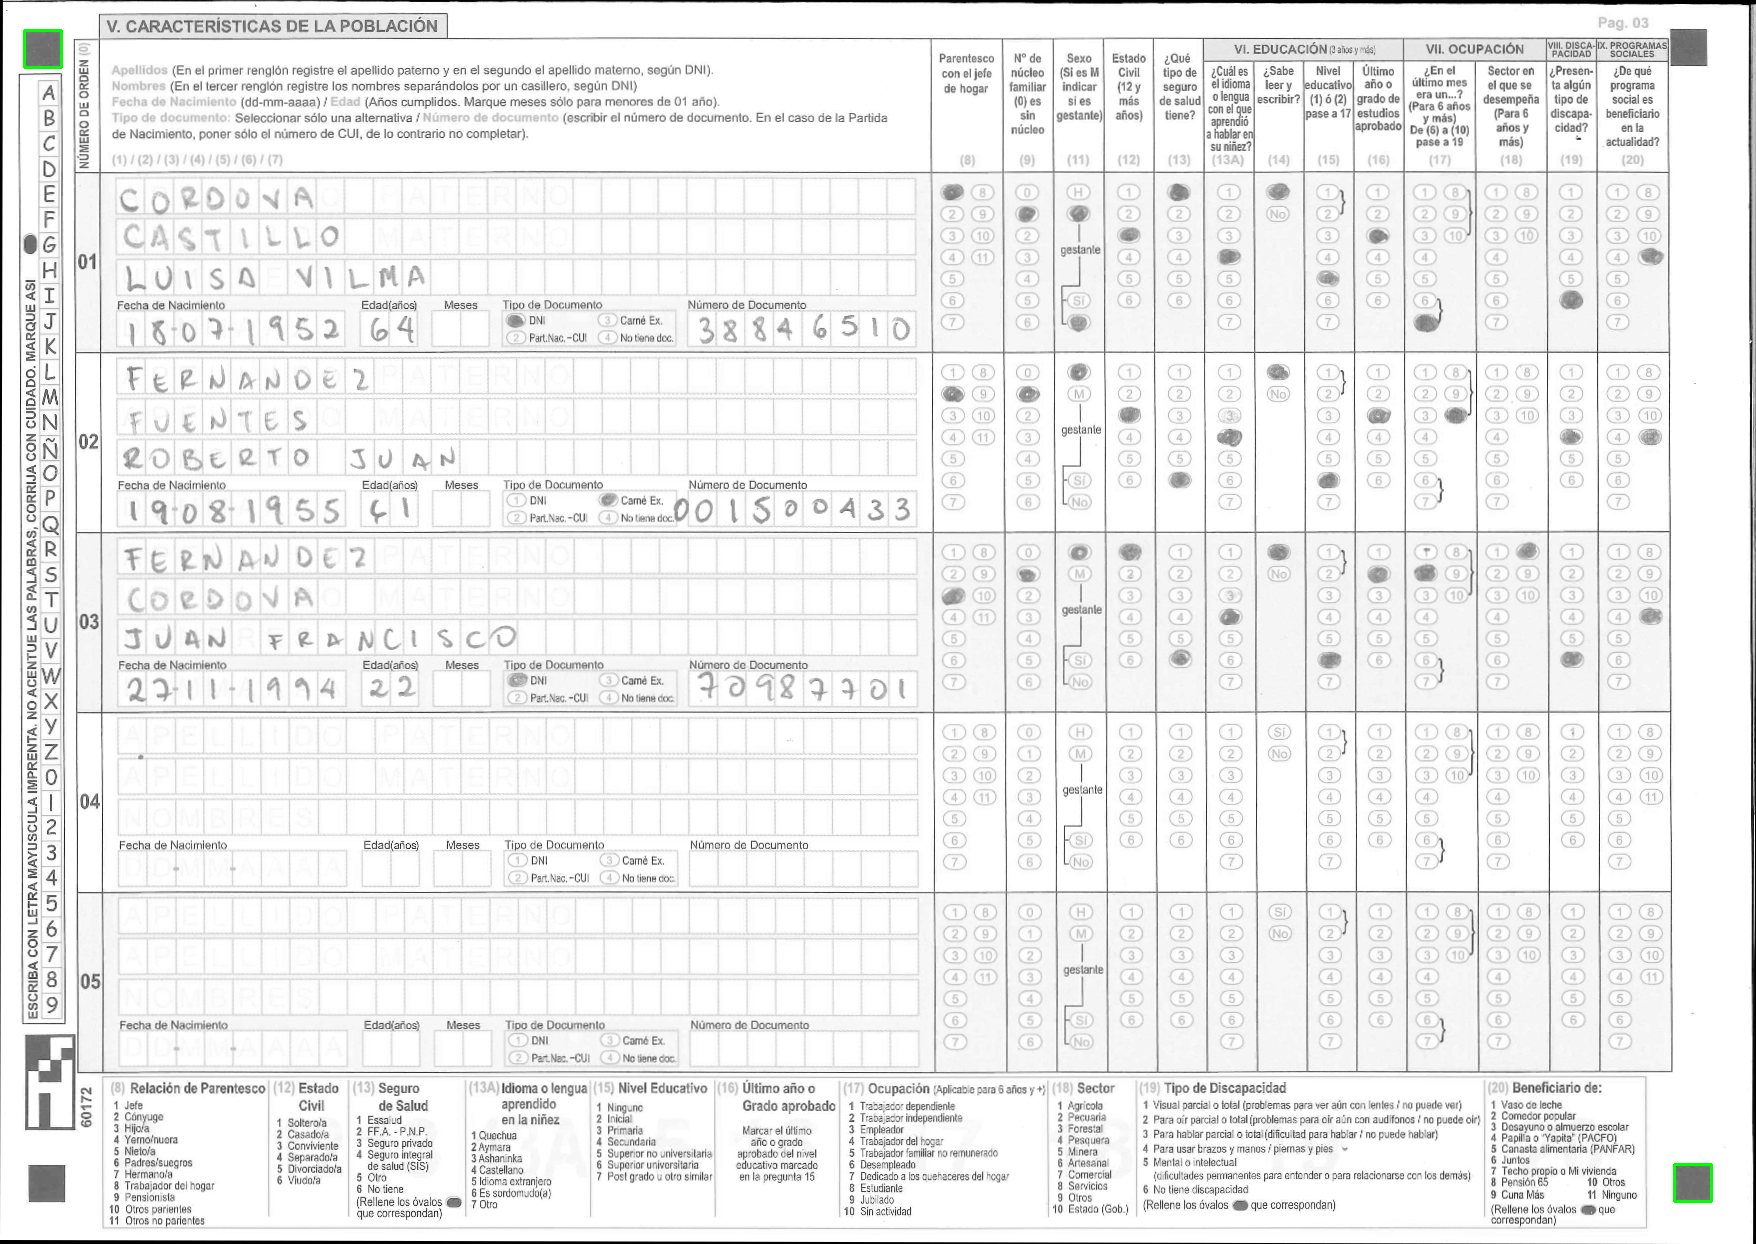 V. CARACTERÍSTICAS DE LA POBLACIÓN
Pag. 03
NÚMERO DE ORDEN (0)
Apellidos (En el primer renglón registre el apellido paterno y en el segundo el apellido materno, según DNI).
Nombres (En el tercer renglón registre los nombres separándolos por un casillero, según DNI)
Fecha de Nacimiento (dd-mm-aaaa) / Edad (Años cumplidos. Marque meses sólo para menores de 01 año).
Tipo de documento: Seleccionar sólo una alternativa / Número de documento (escribir el número de documento. En el caso de la Partida
de Nacimiento, poner sólo el número de CUI, de lo contrario no completar).
(1) / (2) / (3) / (4) / (5) / (6) / (7)
Parentesco con el jefe de hogar (8)
Nº de núcleo familiar (0) es sin núcleo (9)
Sexo (Si es M indicar si es gestante) (11)
Estado Civil (12 y más años) (12)
¿Qué tipo de seguro de salud tiene? (13)
VI. EDUCACIÓN (3 años y más)
¿Cuál es el idioma o lengua con el que aprendió a hablar en su niñez? (13A)
¿Sabe leer y escribir? (14)
Nivel educativo (1) ó (2) pase a 17 (15)
Último año o grado de estudios aprobado (16)
VII. OCUPACIÓN
¿En el último mes era un...? (Para 6 años y más) De (6) a (10) pase a 19 (17)
Sector en el que se desempeña (Para 6 años y más) (18)
VIII. DISCAPACIDAD
¿Presenta algún tipo de discapacidad? (19)
IX. PROGRAMAS SOCIALES
¿De qué programa social es beneficiario en la actualidad? (20)
01
CORDOVA
CASTILLO
LUISA VILMA
Fecha de Nacimiento Edad(años) Meses Tipo de Documento Número de Documento
18-07-1952 64 DNI 3 Carné Ex. 2 Part.Nac.-CUI 4 No tiene doc. 38846510
gestante
02
FERNANDEZ
FUENTES
ROBERTO JUAN
Fecha de Nacimiento Edad(años) Meses Tipo de Documento Número de Documento
19-08-1955 61 1 DNI Carné Ex. 2 Part.Nac.-CUI 4 No tiene doc. 001500433
gestante
03
FERNANDEZ
CORDOVA
JUAN FRANCISCO
Fecha de Nacimiento Edad(años) Meses Tipo de Documento Número de Documento
27-11-1994 22 DNI 3 Carné Ex. 2 Part.Nac.-CUI 4 No tiene doc. 70987701
gestante
04
APELLIDO PATERNO
APELLIDO MATERNO
NOMBRES
Fecha de Nacimiento Edad(años) Meses Tipo de Documento Número de Documento
DD-MM-AAAA 1 DNI 3 Carné Ex. 2 Part.Nac.-CUI 4 No tiene doc.
gestante
05
APELLIDO PATERNO
APELLIDO MATERNO
NOMBRES
Fecha de Nacimiento Edad(años) Meses Tipo de Documento Número de Documento
DD-MM-AAAA 1 DNI 3 Carné Ex. 2 Part.Nac.-CUI 4 No tiene doc.
gestante
ESCRIBA CON LETRA MAYUSCULA IMPRENTA. NO ACENTUE LAS PALABRAS, CORRIJA CON CUIDADO. MARQUE ASI
A B C D E F G H I J K L M N Ñ O P Q R S T U V W X Y Z 0 1 2 3 4 5 6 7 8 9
60172
(8) Relación de Parentesco
1 Jefe
2 Cónyuge
3 Hijo/a
4 Yerno/nuera
5 Nieto/a
6 Padres/suegros
7 Hermano/a
8 Trabajador del hogar
9 Pensionista
10 Otros parientes
11 Otros no parientes
(12) Estado Civil
1 Soltero/a
2 Casado/a
3 Conviviente
4 Separado/a
5 Divorciado/a
6 Viudo/a
(13) Seguro de Salud
1 Essalud
2 FF.A. - P.N.P.
3 Seguro privado
4 Seguro integral de salud (SIS)
5 Otro
6 No tiene
(Rellene los óvalos que correspondan)
(13A) Idioma o lengua aprendido en la niñez
1 Quechua
2 Aymara
3 Ashaninka
4 Castellano
5 Idioma extranjero
6 Es sordomudo(a)
7 Otro
(15) Nivel Educativo
1 Ninguno
2 Inicial
3 Primaria
4 Secundaria
5 Superior no universitaria
6 Superior universitaria
7 Post grado u otro similar
(16) Último año o Grado aprobado
Marcar el último año o grado aprobado del nivel educativo marcado en la pregunta 15
(17) Ocupación (Aplicable para 6 años y +)
1 Trabajador dependiente
2 Trabajador independiente
3 Empleador
4 Trabajador del hogar
5 Trabajador familiar no remunerado
6 Desempleado
7 Dedicado a los quehaceres del hogar
8 Estudiante
9 Jubilado
10 Sin actividad
(18) Sector
1 Agrícola
2 Pecuaria
3 Forestal
4 Pesquera
5 Minera
6 Artesanal
7 Comercial
8 Servicios
9 Otros
10 Estado (Gob.)
(19) Tipo de Discapacidad
1 Visual parcial o total (problemas para ver aún con lentes / no puede ver)
2 Para oír parcial o total (problemas para oír aún con audífonos / no puede oir)
3 Para hablar parcial o total (dificultad para hablar / no puede hablar)
4 Para usar brazos y manos / piernas y pies
5 Mental o intelectual
(dificultades permanentes para entender o para relacionarse con los demás)
6 No tiene discapacidad
(Rellene los óvalos que correspondan)
(20) Beneficiario de:
1 Vaso de leche
2 Comedor popular
3 Desayuno o almuerzo escolar
4 Papilla o "Yapita" (PACFO)
5 Canasta alimentaria (PANFAR)
6 Juntos
7 Techo propio o Mi vivienda
8 Pensión 65 10 Otros
9 Cuna Más 11 Ninguno
(Rellene los óvalos que correspondan)